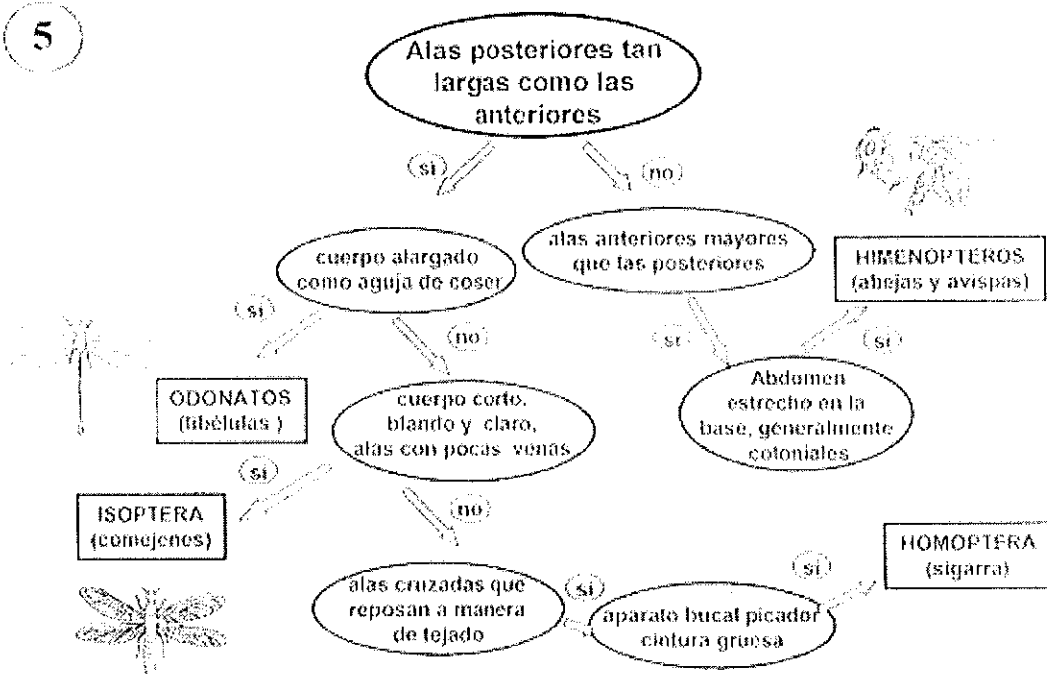 5
Alas posteriores tan
largas como las
anteriores
si
no
cuerpo alargado
como aguja de coser
alas anteriores mayores
que las posteriores
HIMENOPTEROS
(abejas y avispas)
si
no
si
si
ODONATOS
(libélulas )
cuerpo corto,
blando y claro,
alas con pocas venas
Abdomen
estrecho en la
base, generalmente
coloniales
si
no
ISOPTERA
(comejenes)
alas cruzadas que
reposan a manera
de tejado
si
aparato bucal picador
cintura gruesa
si
HOMOPTERA
(sigarra)